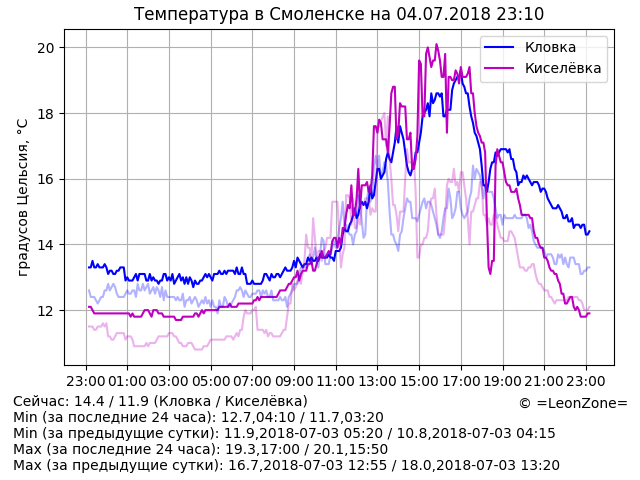 Температура в Смоленске на 04.07.2018 23:10
Кловка
Киселёвка
градусов Цельсия, °C
20
18
16
14
12
23:00 01:00 03:00 05:00 07:00 09:00 11:00 13:00 15:00 17:00 19:00 21:00 23:00
Сейчас: 14.4 / 11.9 (Кловка / Киселёвка)
© =LeonZone=
Min (за последние 24 часа): 12.7,04:10 / 11.7,03:20
Min (за предыдущие сутки): 11.9,2018-07-03 05:20 / 10.8,2018-07-03 04:15
Max (за последние 24 часа): 19.3,17:00 / 20.1,15:50
Max (за предыдущие сутки): 16.7,2018-07-03 12:55 / 18.0,2018-07-03 13:20